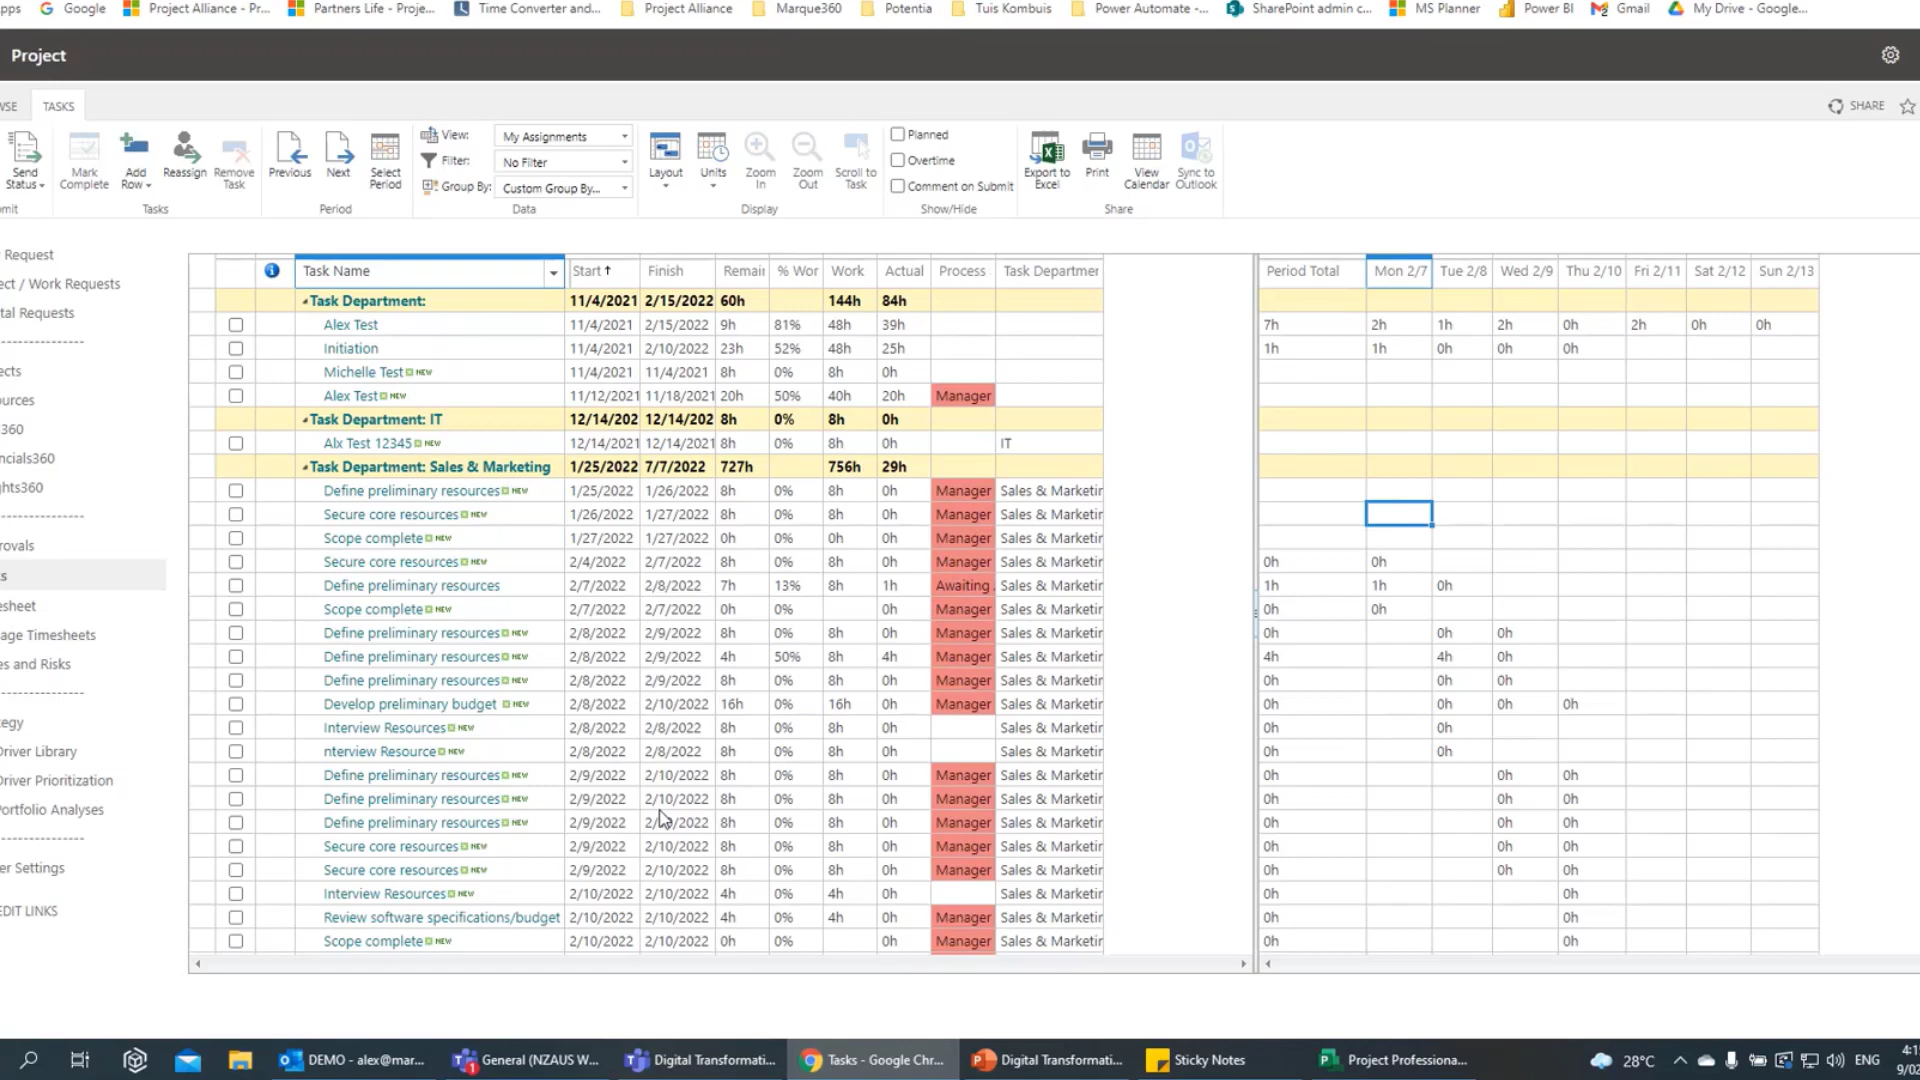 pps Google Project Alliance - Pr... Partners Life - Proje... Time Converter and... Project Alliance Marque360 Potentia Tuis Kombuis Power Automate -... SharePoint admin c... MS Planner Power BI Gmail My Drive - Google...
Project
WSE TASKS SHARE
Send Status Mark Complete Add Row Reassign Remove Task Previous Next Select Period
View: My Assignments
Filter: No Filter
Group By: Custom Group By...
Layout Units Zoom In Zoom Out Scroll to Task
Planned
Overtime
Comment on Submit
Export to Excel Print View Calendar Sync to Outlook
mit Tasks Period Data Display Show/Hide Share
Request
ect / Work Requests
tal Requests
---------------
ects
ources
360
ncials360
ghts360
---------------
rovals
s
esheet
age Timesheets
es and Risks
---------------
egy
Driver Library
Driver Prioritization
Portfolio Analyses
---------------
er Settings
EDIT LINKS
Task Name Start↑ Finish Remai % Wor Work Actual Process Task Departmer Period Total Mon 2/7 Tue 2/8 Wed 2/9 Thu 2/10 Fri 2/11 Sat 2/12 Sun 2/13
Task Department: 11/4/2021 2/15/2022 60h 144h 84h
Alex Test 11/4/2021 2/15/2022 9h 81% 48h 39h 7h 2h 1h 2h 0h 2h 0h 0h
Initiation 11/4/2021 2/10/2022 23h 52% 48h 25h 1h 1h 0h 0h 0h
Michelle Test NEW 11/4/2021 11/4/2021 8h 0% 8h 0h
Alex Test NEW 11/12/2021 11/18/2021 20h 50% 40h 20h Manager
Task Department: IT 12/14/202 12/14/202 8h 0% 8h 0h
Alx Test 12345 NEW 12/14/2021 12/14/2021 8h 0% 8h 0h IT
Task Department: Sales & Marketing 1/25/2022 7/7/2022 727h 756h 29h
Define preliminary resources NEW 1/25/2022 1/26/2022 8h 0% 8h 0h Manager Sales & Marketir
Secure core resources NEW 1/26/2022 1/27/2022 8h 0% 8h 0h Manager Sales & Marketir
Scope complete NEW 1/27/2022 1/27/2022 0h 0% 0h Manager Sales & Marketir
Secure core resources NEW 2/4/2022 2/7/2022 8h 0% 8h 0h Manager Sales & Marketir 0h 0h
Define preliminary resources 2/7/2022 2/8/2022 7h 13% 8h 1h Awaiting Sales & Marketir 1h 1h 0h
Scope complete NEW 2/7/2022 2/7/2022 0h 0% 0h Manager Sales & Marketir 0h 0h
Define preliminary resources NEW 2/8/2022 2/9/2022 8h 0% 8h 0h Manager Sales & Marketir 0h 0h 0h
Define preliminary resources NEW 2/8/2022 2/9/2022 4h 50% 8h 4h Manager Sales & Marketir 4h 4h 0h
Define preliminary resources NEW 2/8/2022 2/9/2022 8h 0% 8h 0h Manager Sales & Marketir 0h 0h 0h
Develop preliminary budget NEW 2/8/2022 2/10/2022 16h 0% 16h 0h Manager Sales & Marketir 0h 0h 0h 0h
Interview Resources NEW 2/8/2022 2/8/2022 8h 0% 8h 0h Sales & Marketir 0h 0h
nterview Resource NEW 2/8/2022 2/8/2022 8h 0% 8h 0h Sales & Marketir 0h 0h
Define preliminary resources NEW 2/9/2022 2/10/2022 8h 0% 8h 0h Manager Sales & Marketir 0h 0h 0h
Define preliminary resources NEW 2/9/2022 2/10/2022 8h 0% 8h 0h Manager Sales & Marketir 0h 0h 0h
Define preliminary resources NEW 2/9/2022 2/10/2022 8h 0% 8h 0h Manager Sales & Marketir 0h 0h 0h
Secure core resources NEW 2/9/2022 2/10/2022 8h 0% 8h 0h Manager Sales & Marketir 0h 0h 0h
Secure core resources NEW 2/9/2022 2/10/2022 8h 0% 8h 0h Manager Sales & Marketir 0h 0h 0h
Interview Resources NEW 2/10/2022 2/10/2022 4h 0% 4h 0h Sales & Marketir 0h 0h
Review software specifications/budget 2/10/2022 2/10/2022 4h 0% 4h 0h Manager Sales & Marketir 0h 0h
Scope complete NEW 2/10/2022 2/10/2022 0h 0% 0h Manager Sales & Marketir 0h 0h
DEMO - alex@mar... General (NZAUS W... Digital Transformati... Tasks - Google Chr... Digital Transformati... Sticky Notes Project Professiona... 28°C ENG
4:1
9/02